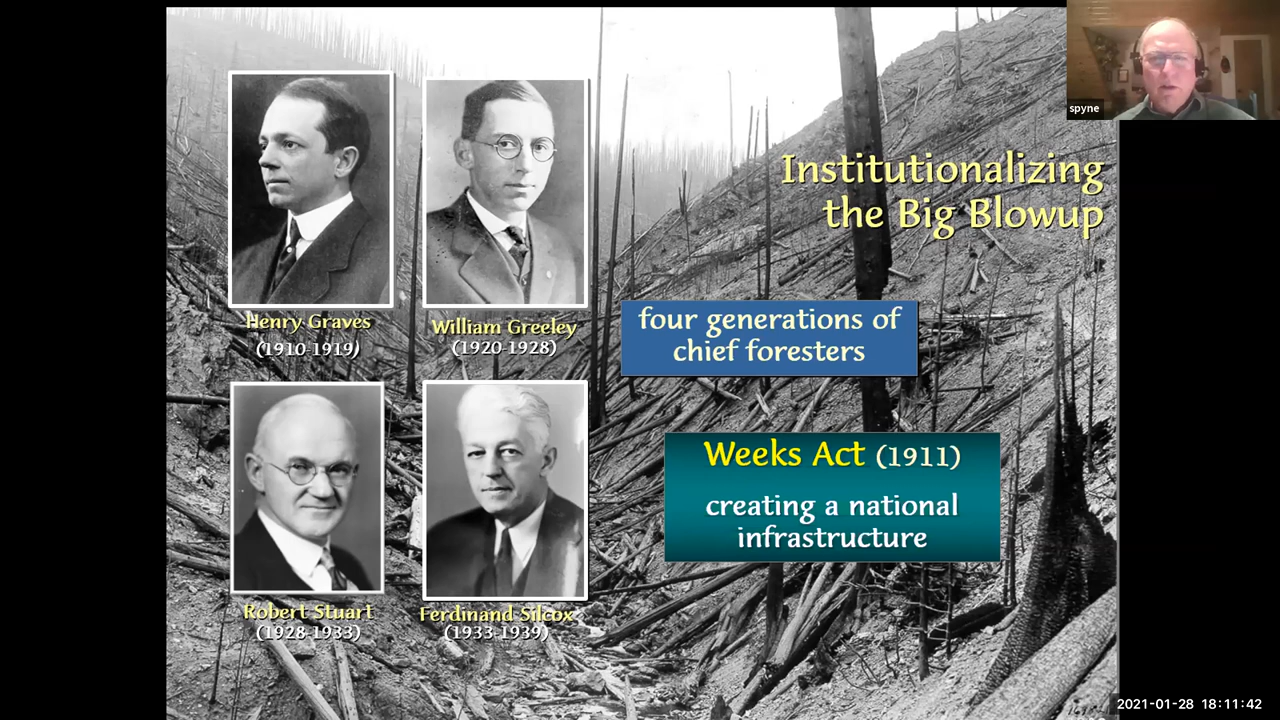 spyne
Institutionalizing
the Big Blowup
Henry Graves
(1910-1919)
William Greeley
(1920-1928)
four generations of
chief foresters
Weeks Act (1911)
creating a national
infrastructure
Robert Stuart
(1928-1933)
Ferdinand Silcox
(1933-1939)
2021-01-28 18:11:42